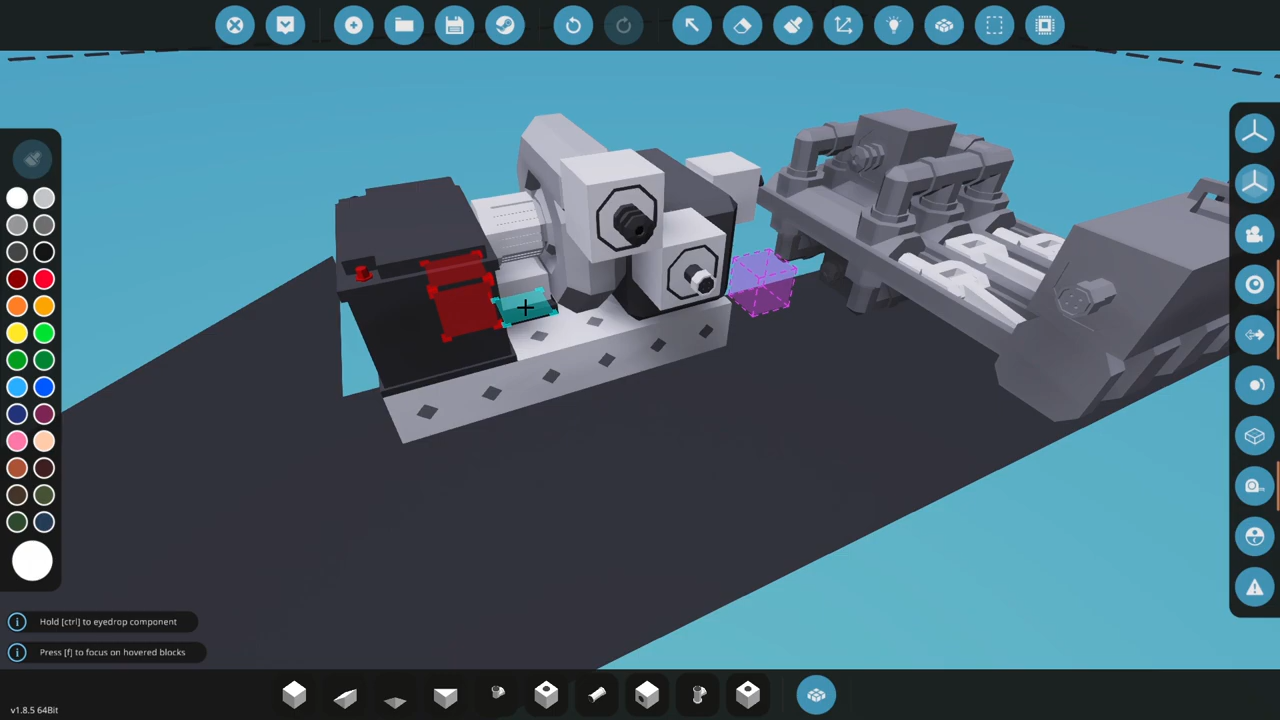 Hold [ctrl] to eyedrop component
Press [f] to focus on hovered blocks
v1.8.5 64Bit